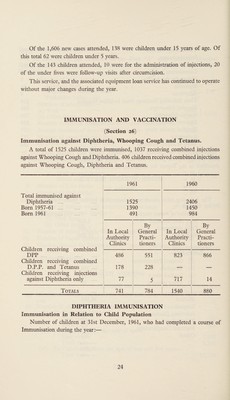 Of the 1,606 new cases attended, 138 were children under 15 years of age. Of
this total 62 were children under 5 years.
Of the 143 children attended, 10 were for the administration of injections, 20
of the under fives were follow-up visits after circumcision.
This service, and the associated equipment loan service has continued to operate
without major changes during the year.
IMMUNISATION AND VACCINATION
(Section 26)
Immunisation against Diphtheria, Whooping Cough and Tetanus.
A total of 1525 children were immunised, 1037 receiving combined injections
against Whooping Cough and Diphtheria. 406 children received combined injections
against Whooping Cough, Diphtheria and Tetanus.
1961 1960
Total immunised against
Diphtheria 1525 2406
Born 1957-61 1390 1450
Born 1961 491 984
In Local Authority Clinics By General Practitioners In Local Authority Clinics By General Practitioners
Children receiving combined
DPP 486 551 823 866
Children receiving combined
D.P.P. and Tetanus 178 228 — —
Children receiving injections
against Diphtheria only 77 5 717 14
TOTALS 741 784 1540 880
DIPHTHERIA IMMUNISATION
Immunisation in Relation to Child Population
Number of children at 31st December, 1961, who had completed a course of
Immunisation during the year:—
24